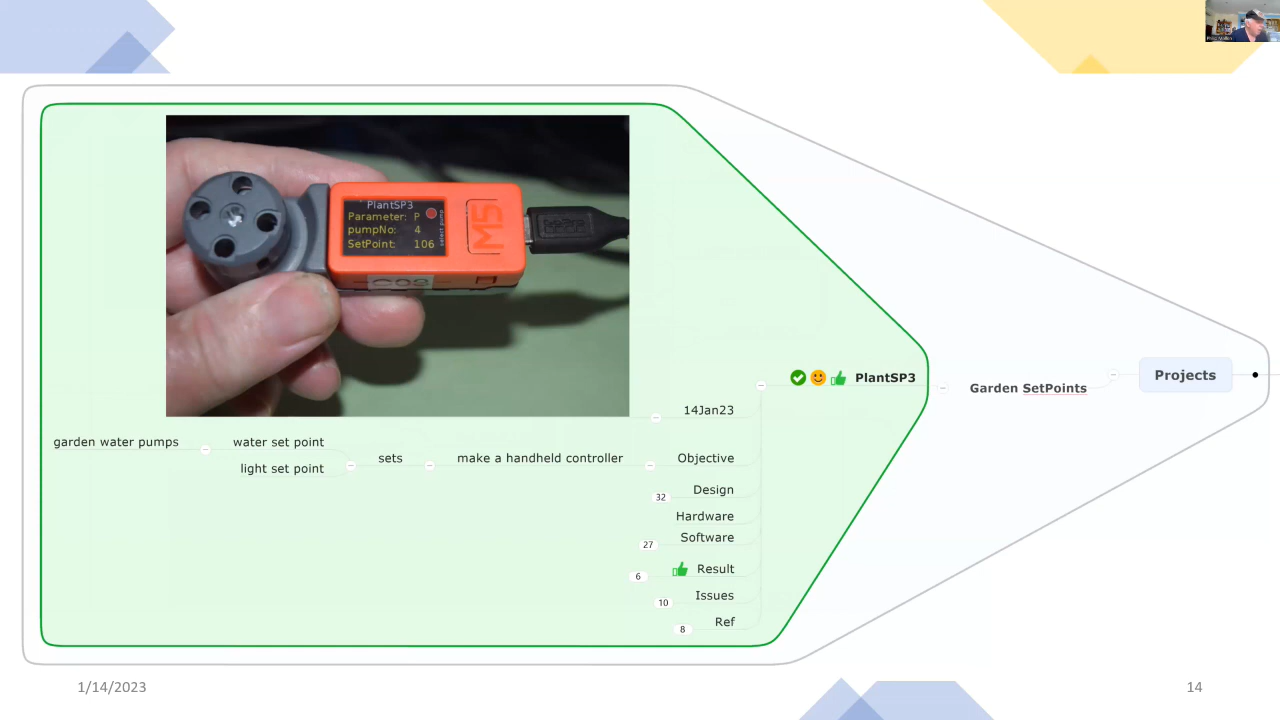 PlantSP3
Parameter: P
pumpNo: 4
SetPoint: 106
M5
PlantSP3
Garden SetPoints
Projects
14Jan23
garden water pumps
water set point
light set point
sets
make a handheld controller
Objective
Design
32
Hardware
Software
27
Result
6
Issues
10
Ref
8
1/14/2023
14